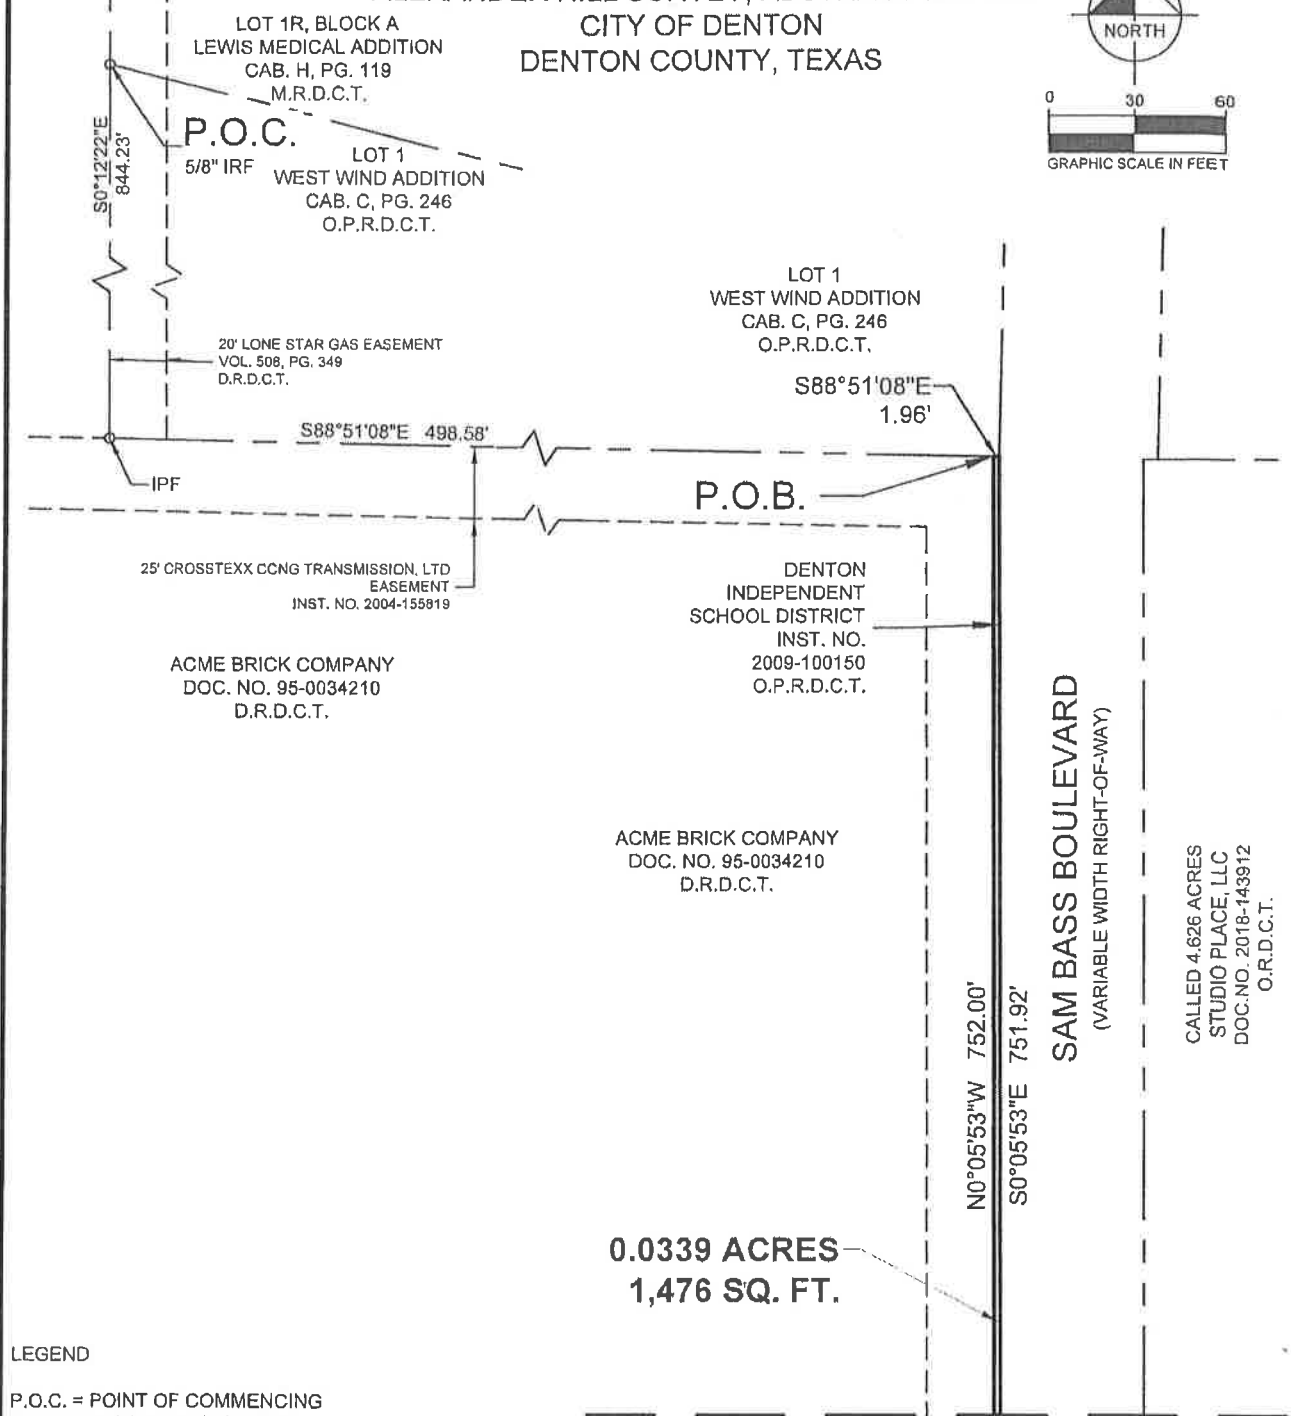 CITY OF DENTON
DENTON COUNTY, TEXAS
NORTH
0 30 60
GRAPHIC SCALE IN FEET
LOT 1R, BLOCK A
LEWIS MEDICAL ADDITION
CAB. H, PG. 119
M.R.D.C.T.
P.O.C.
5/8" IRF
S0°12'22"E
844.23'
LOT 1
WEST WIND ADDITION
CAB. C, PG. 246
O.P.R.D.C.T.
LOT 1
WEST WIND ADDITION
CAB. C, PG. 246
O.P.R.D.C.T.
20' LONE STAR GAS EASEMENT
VOL. 508, PG. 349
D.R.D.C.T.
S88°51'08"E
1.96'
S88°51'08"E 498.58'
IPF
P.O.B.
25' CROSSTEXX CCNG TRANSMISSION, LTD
EASEMENT
INST. NO. 2004-155819
DENTON
INDEPENDENT
SCHOOL DISTRICT
INST. NO.
2009-100150
O.P.R.D.C.T.
ACME BRICK COMPANY
DOC. NO. 95-0034210
D.R.D.C.T.
ACME BRICK COMPANY
DOC. NO. 95-0034210
D.R.D.C.T.
SAM BASS BOULEVARD
(VARIABLE WIDTH RIGHT-OF-WAY)
CALLED 4.626 ACRES
STUDIO PLACE, LLC
DOC.NO. 2018-143912
O.R.D.C.T.
N0°05'53"W 752.00'
S0°05'53"E 751.92'
0.0339 ACRES
1,476 SQ. FT.
LEGEND
P.O.C. = POINT OF COMMENCING